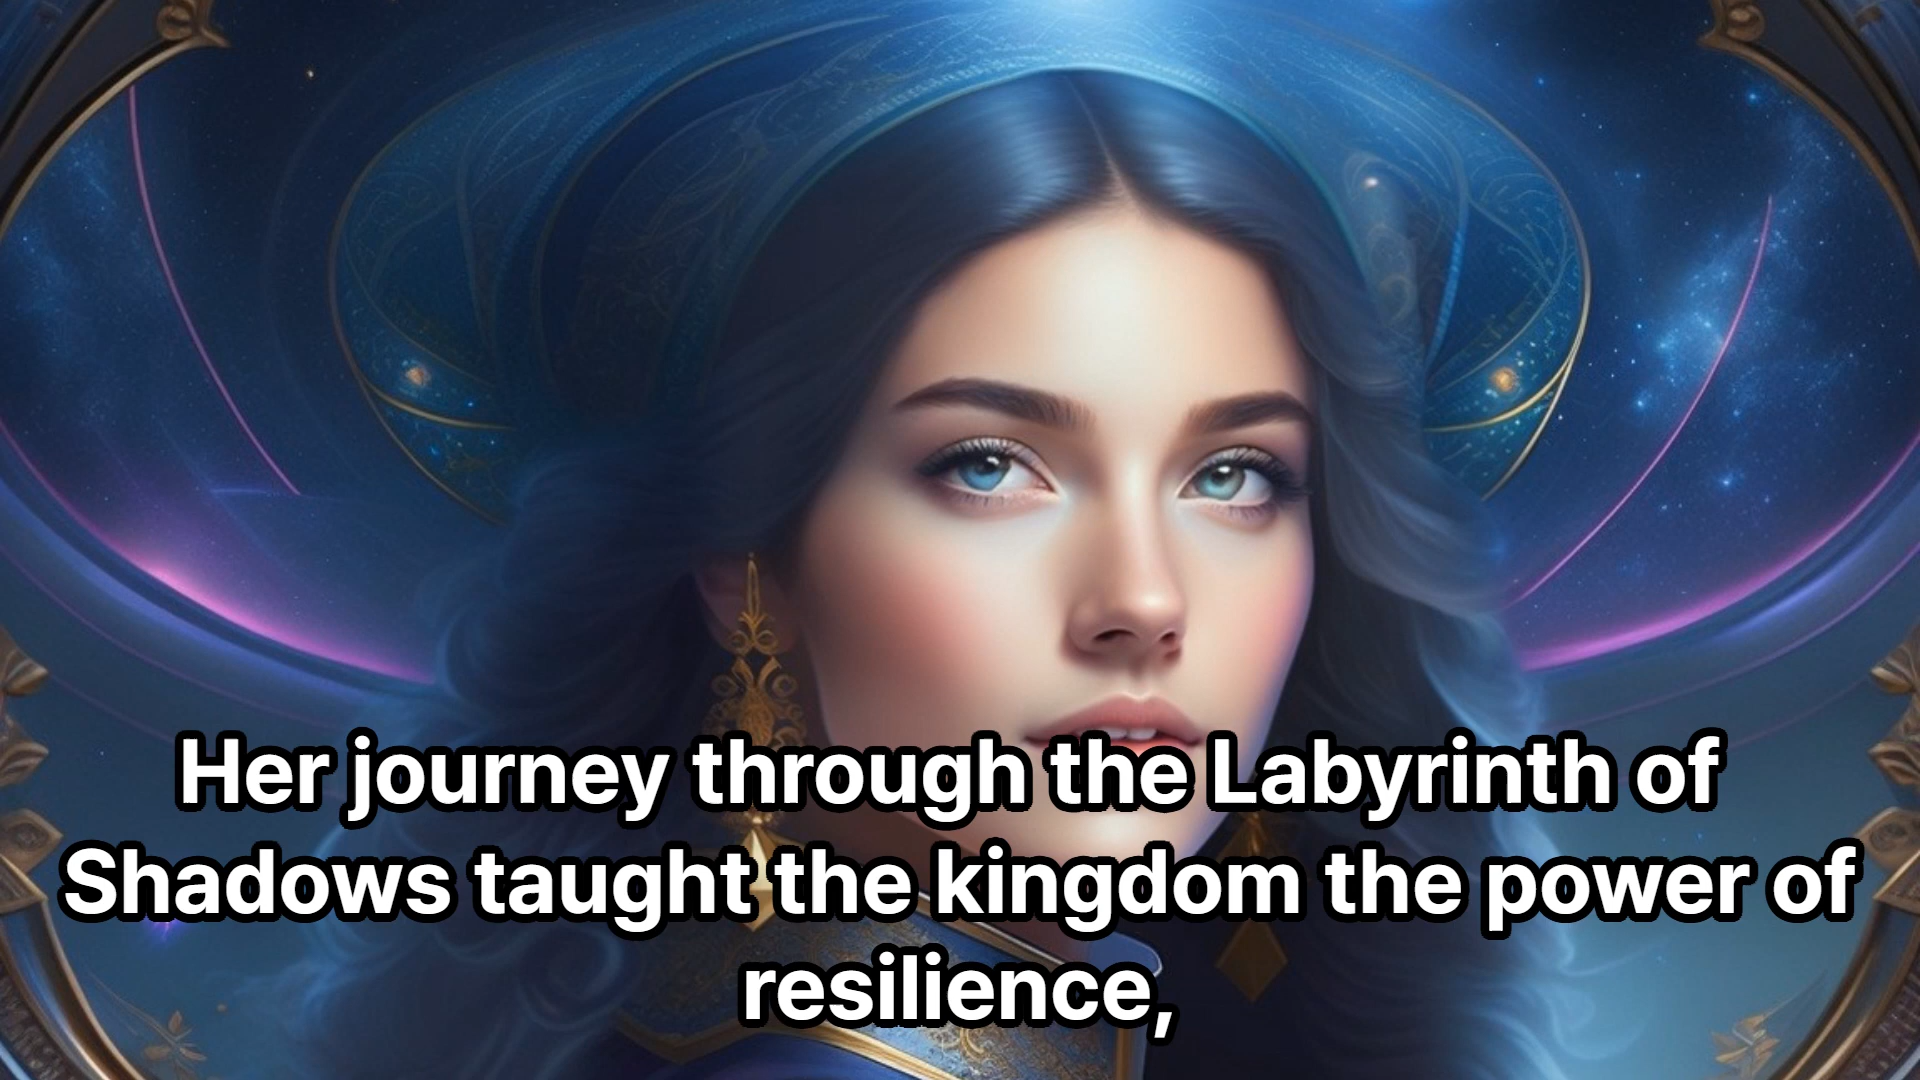 Her journey through the Labyrinth of
Shadows taught the kingdom the power of
resilience,